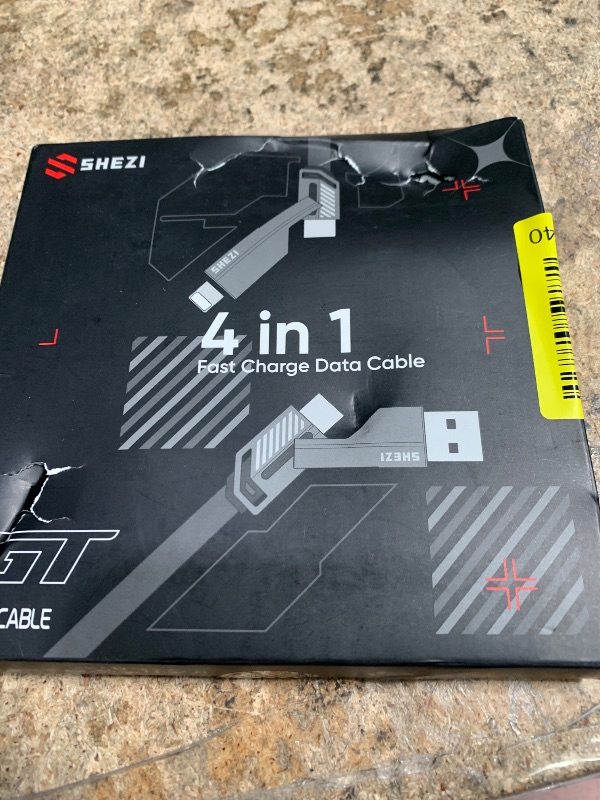 SHEZI
SHEZI
40
4 in 1
Fast Charge Data Cable
SHEZI
GT
CABLE